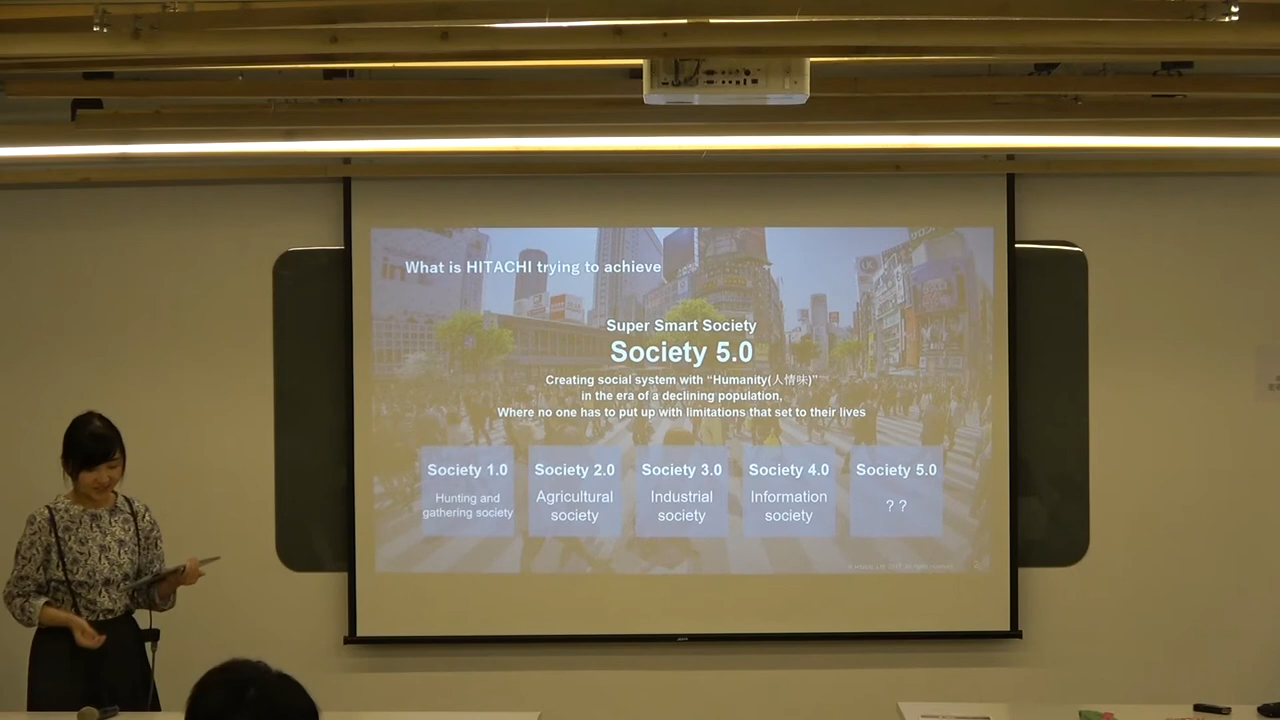 What is HITACHI trying to achieve
Super Smart Society
Society 5.0
Creating social system with “Humanity(人情味)”
in the era of a declining population,
Where no one has to put up with limitations that set to their lives
Society 1.0
Hunting and
gathering society
Society 2.0
Agricultural
society
Society 3.0
Industrial
society
Society 4.0
Information
society
Society 5.0
? ?
2